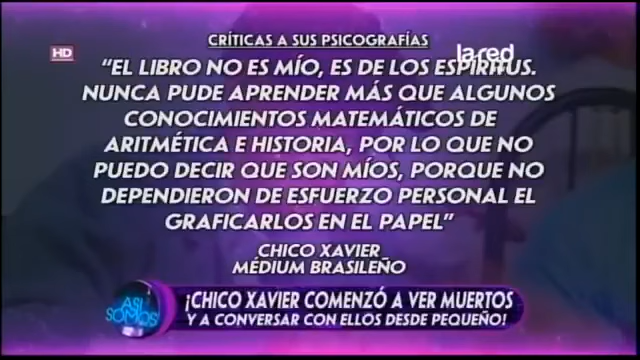 CRÍTICAS A SUS PSICOGRAFÍAS
HD
la.red
“EL LIBRO NO ES MÍO, ES DE LOS ESPÍRITUS.
NUNCA PUDE APRENDER MÁS QUE ALGUNOS
CONOCIMIENTOS MATEMÁTICOS DE
ARITMÉTICA E HISTORIA, POR LO QUE NO
PUEDO DECIR QUE SON MÍOS, PORQUE NO
DEPENDIERON DE ESFUERZO PERSONAL EL
GRAFICARLOS EN EL PAPEL”
CHICO XAVIER
MÉDIUM BRASILEÑO
ASI SOMOS
¡CHICO XAVIER COMENZÓ A VER MUERTOS
Y A CONVERSAR CON ELLOS DESDE PEQUEÑO!